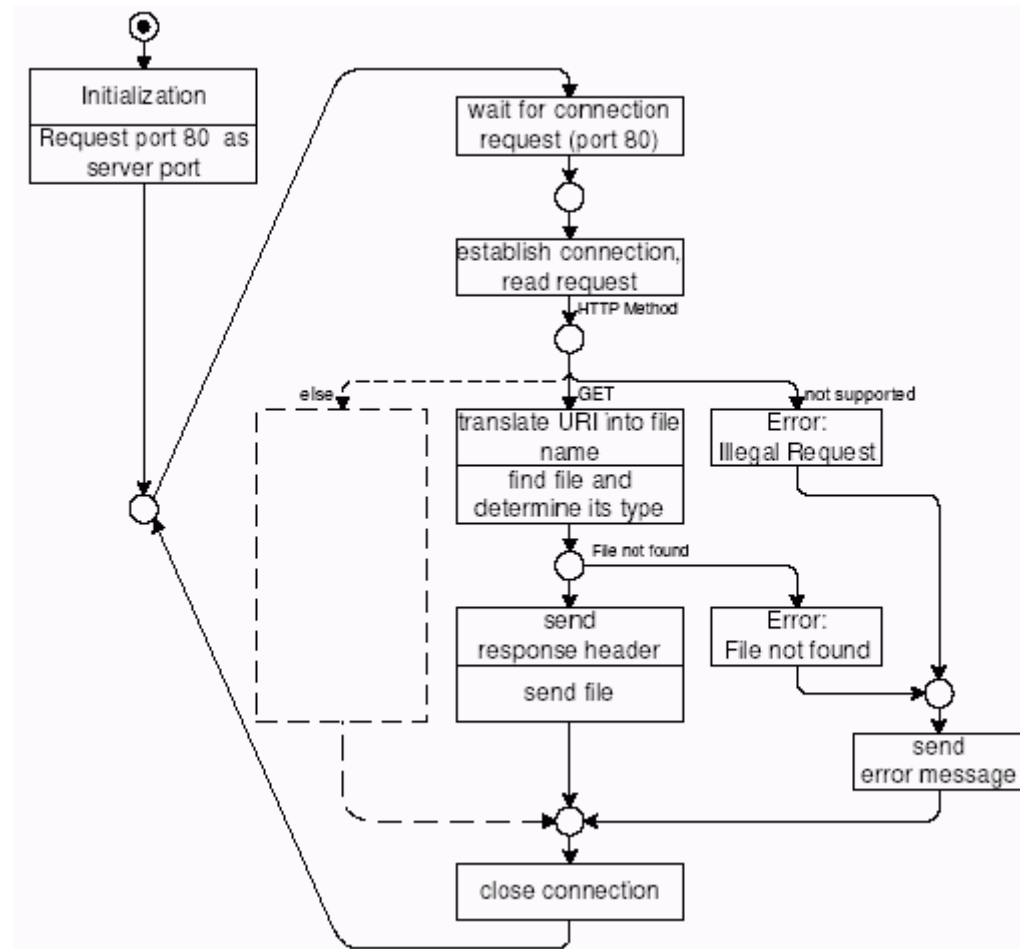 Initialization
Request port 80 as
server port
wait for connection
request (port 80)
establish connection,
read request
HTTP Method
else
GET
not supported
translate URI into file
name
find file and
determine its type
Error:
Illegal Request
File not found
send
response header
send file
Error:
File not found
send
error message
close connection